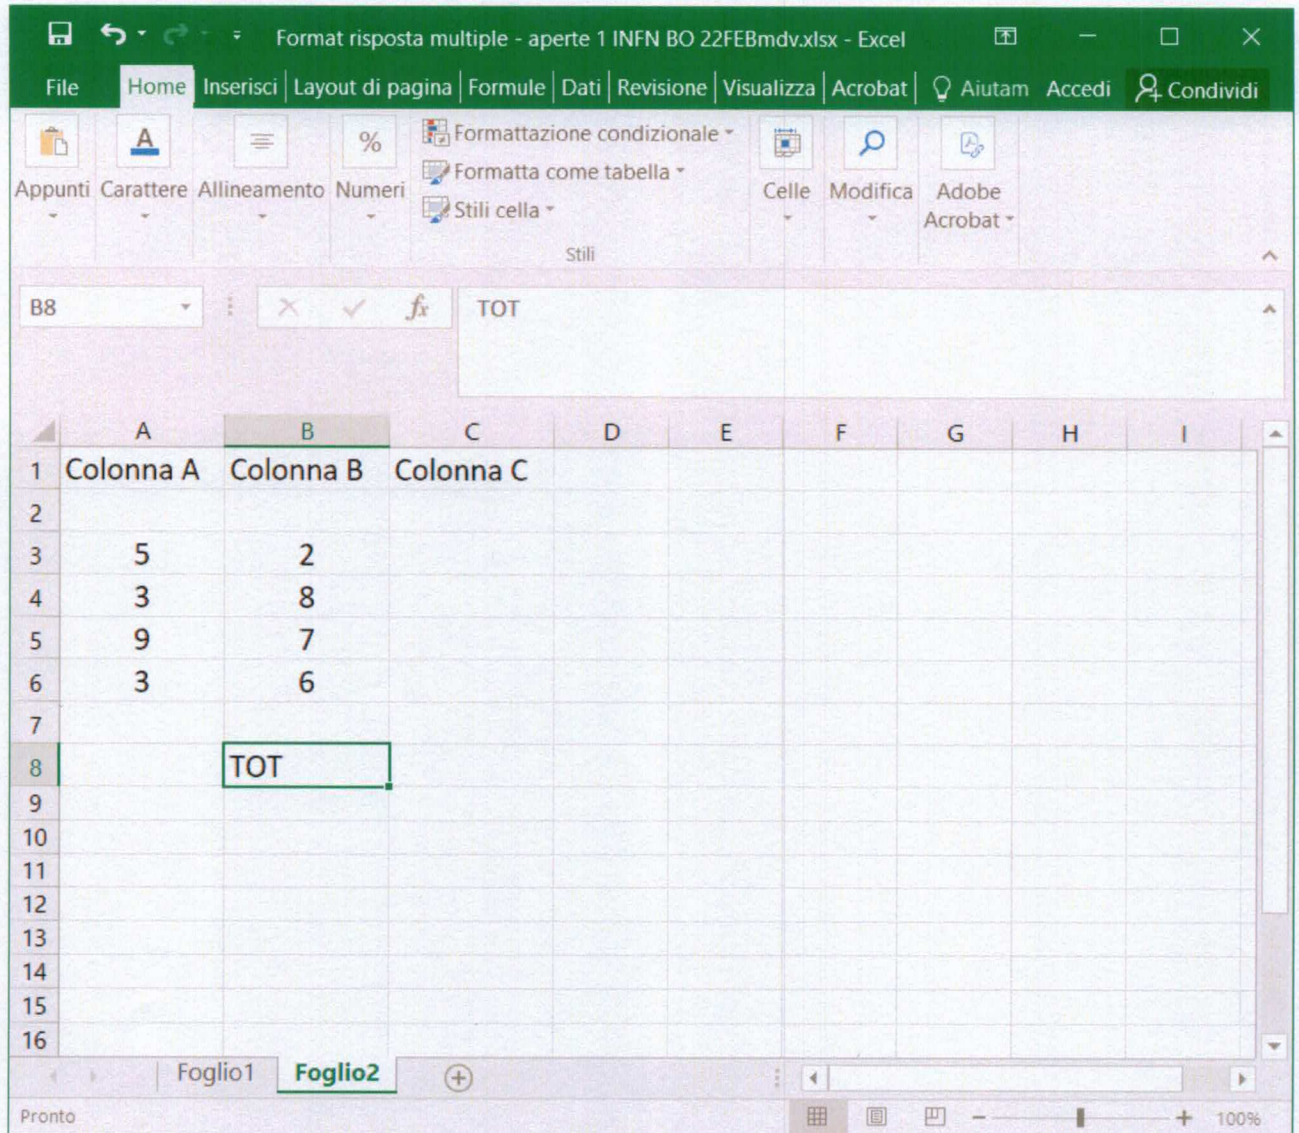 Format risposta multiple - aperte 1 INFN BO 22FEBmdv.xlsx - Excel
File Home Inserisci Layout di pagina Formule Dati Revisione Visualizza Acrobat Aiutam Accedi Condividi
A % Formattazione condizionale
Formatta come tabella
Appunti Carattere Allineamento Numeri Celle Modifica Adobe
Stili cella Acrobat
Stili
B8 fx TOT
A B C D E F G H I
1 Colonna A Colonna B Colonna C
2
3 5 2
4 3 8
5 9 7
6 3 6
7
8 TOT
9
10
11
12
13
14
15
16
Foglio1 Foglio2
Pronto 100%